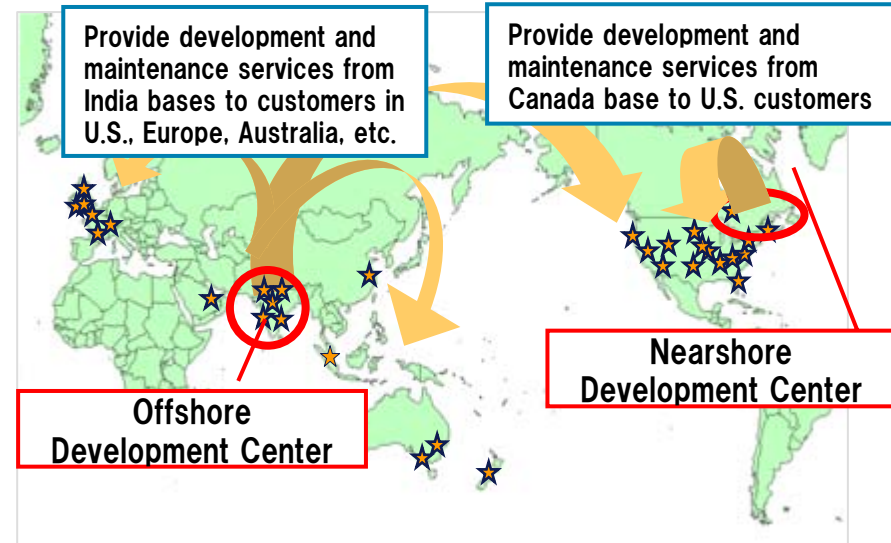 Provide development and
maintenance services from
India bases to customers in
U.S., Europe, Australia, etc.
Provide development and
maintenance services from
Canada base to U.S. customers
Nearshore
Development Center
Offshore
Development Center